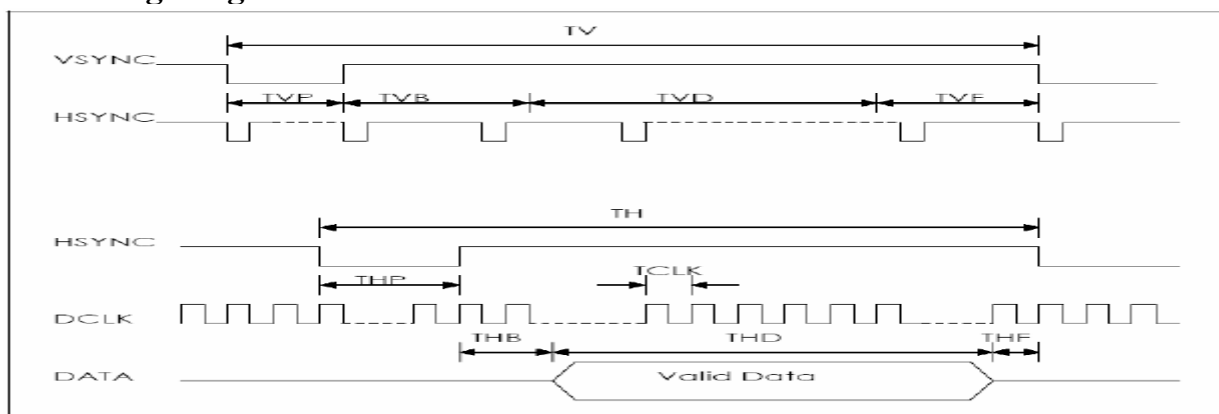 TV
VSYNC
TVP TVB TVD TVF
HSYNC
TH
HSYNC
THP TCLK
DCLK
THB THD THF
DATA Valid Data